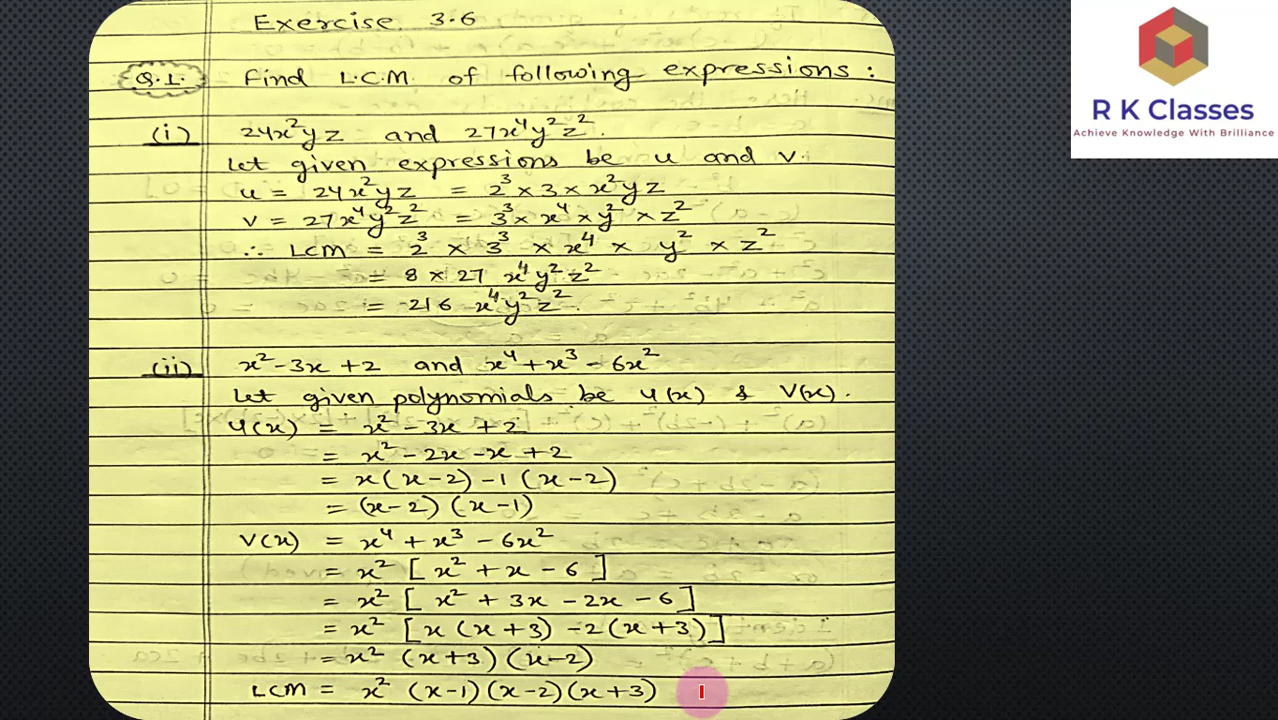 Exercise 3.6
Q.1. Find L.C.M. of following expressions :
(i) 24x²yz and 27x⁴y²z².
Let given expressions be u and v.
u = 24x²yz = 2³ × 3 × x²yz
v = 27x⁴y²z² = 3³ × x⁴ × y² × z²
∴ LCM = 2³ × 3³ × x⁴ × y² × z²
= 8 × 27 x⁴y²z²
= 216 x⁴y²z².
(ii) x² - 3x + 2 and x⁴ + x³ - 6x²
Let given polynomials be U(x) & V(x).
U(x) = x² - 3x + 2
= x² - 2x - x + 2
= x(x-2) - 1(x-2)
= (x-2)(x-1)
V(x) = x⁴ + x³ - 6x²
= x² [x² + x - 6]
= x² [x² + 3x - 2x - 6]
= x² [x(x+3) - 2(x+3)]
= x² (x+3)(x-2)
LCM = x² (x-1)(x-2)(x+3)
R K Classes
Achieve Knowledge With Brilliance